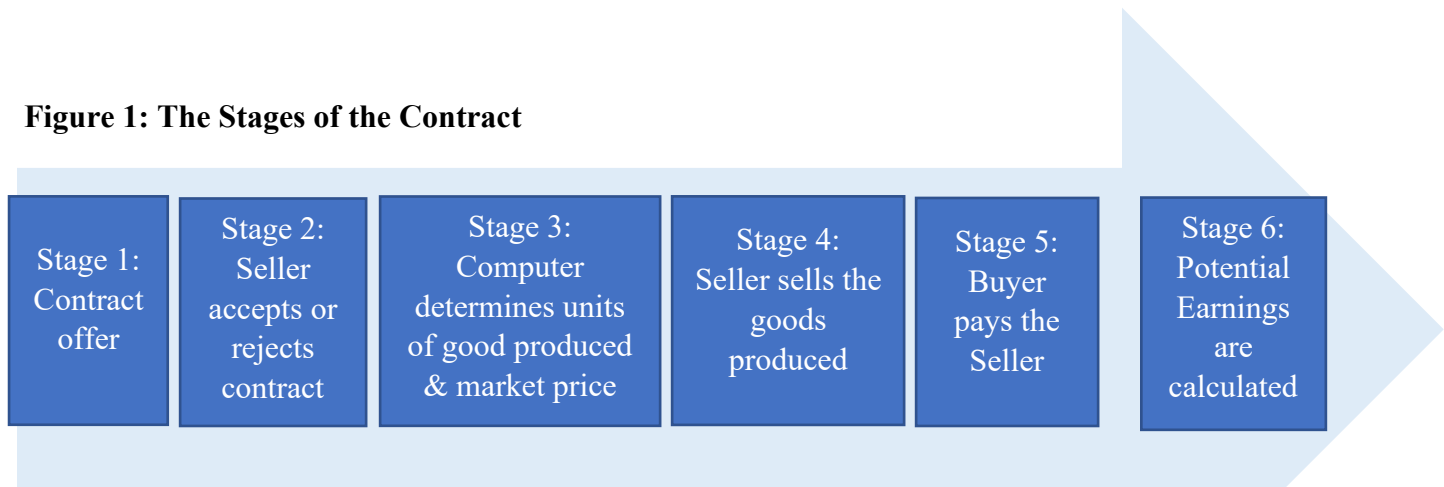 Figure 1: The Stages of the Contract
Stage 1:
Contract
offer
Stage 2:
Seller
accepts or
rejects
contract
Stage 3:
Computer
determines units
of good produced
& market price
Stage 4:
Seller sells the
goods
produced
Stage 5:
Buyer
pays the
Seller
Stage 6:
Potential
Earnings
are
calculated